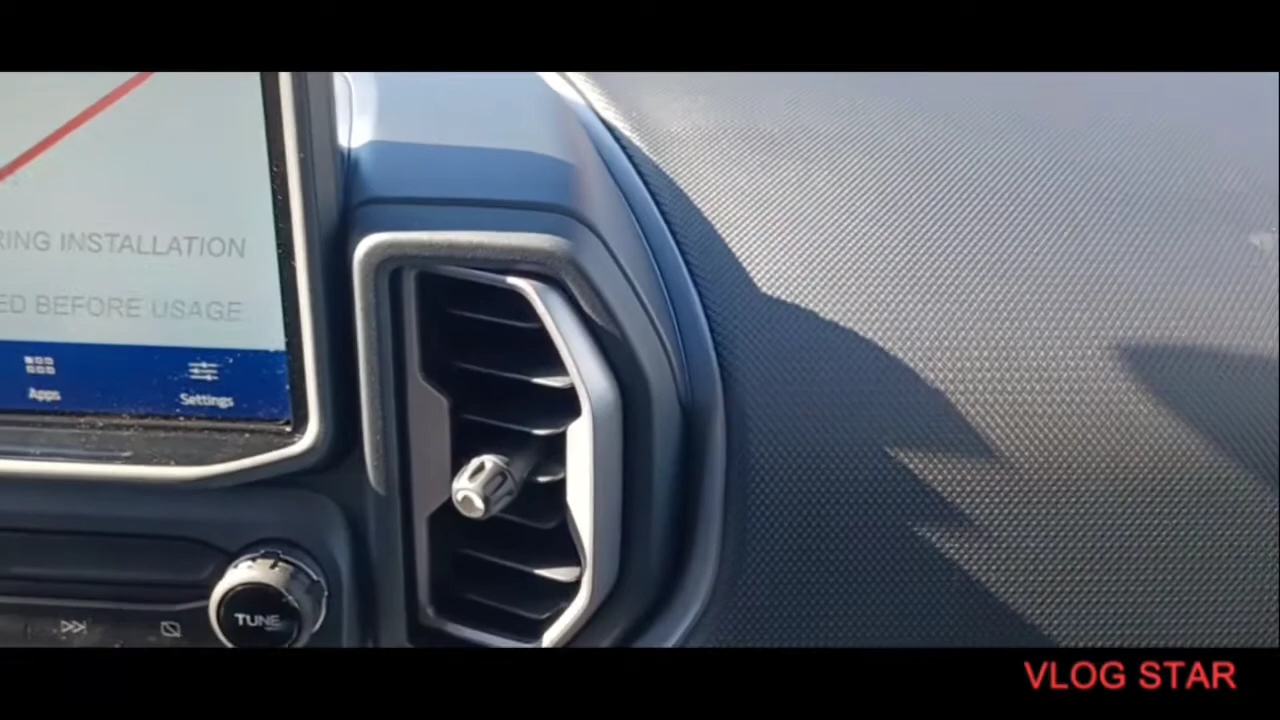 RING INSTALLATION
ED BEFORE USAGE
Apps
Settings
TUNE
VLOG STAR